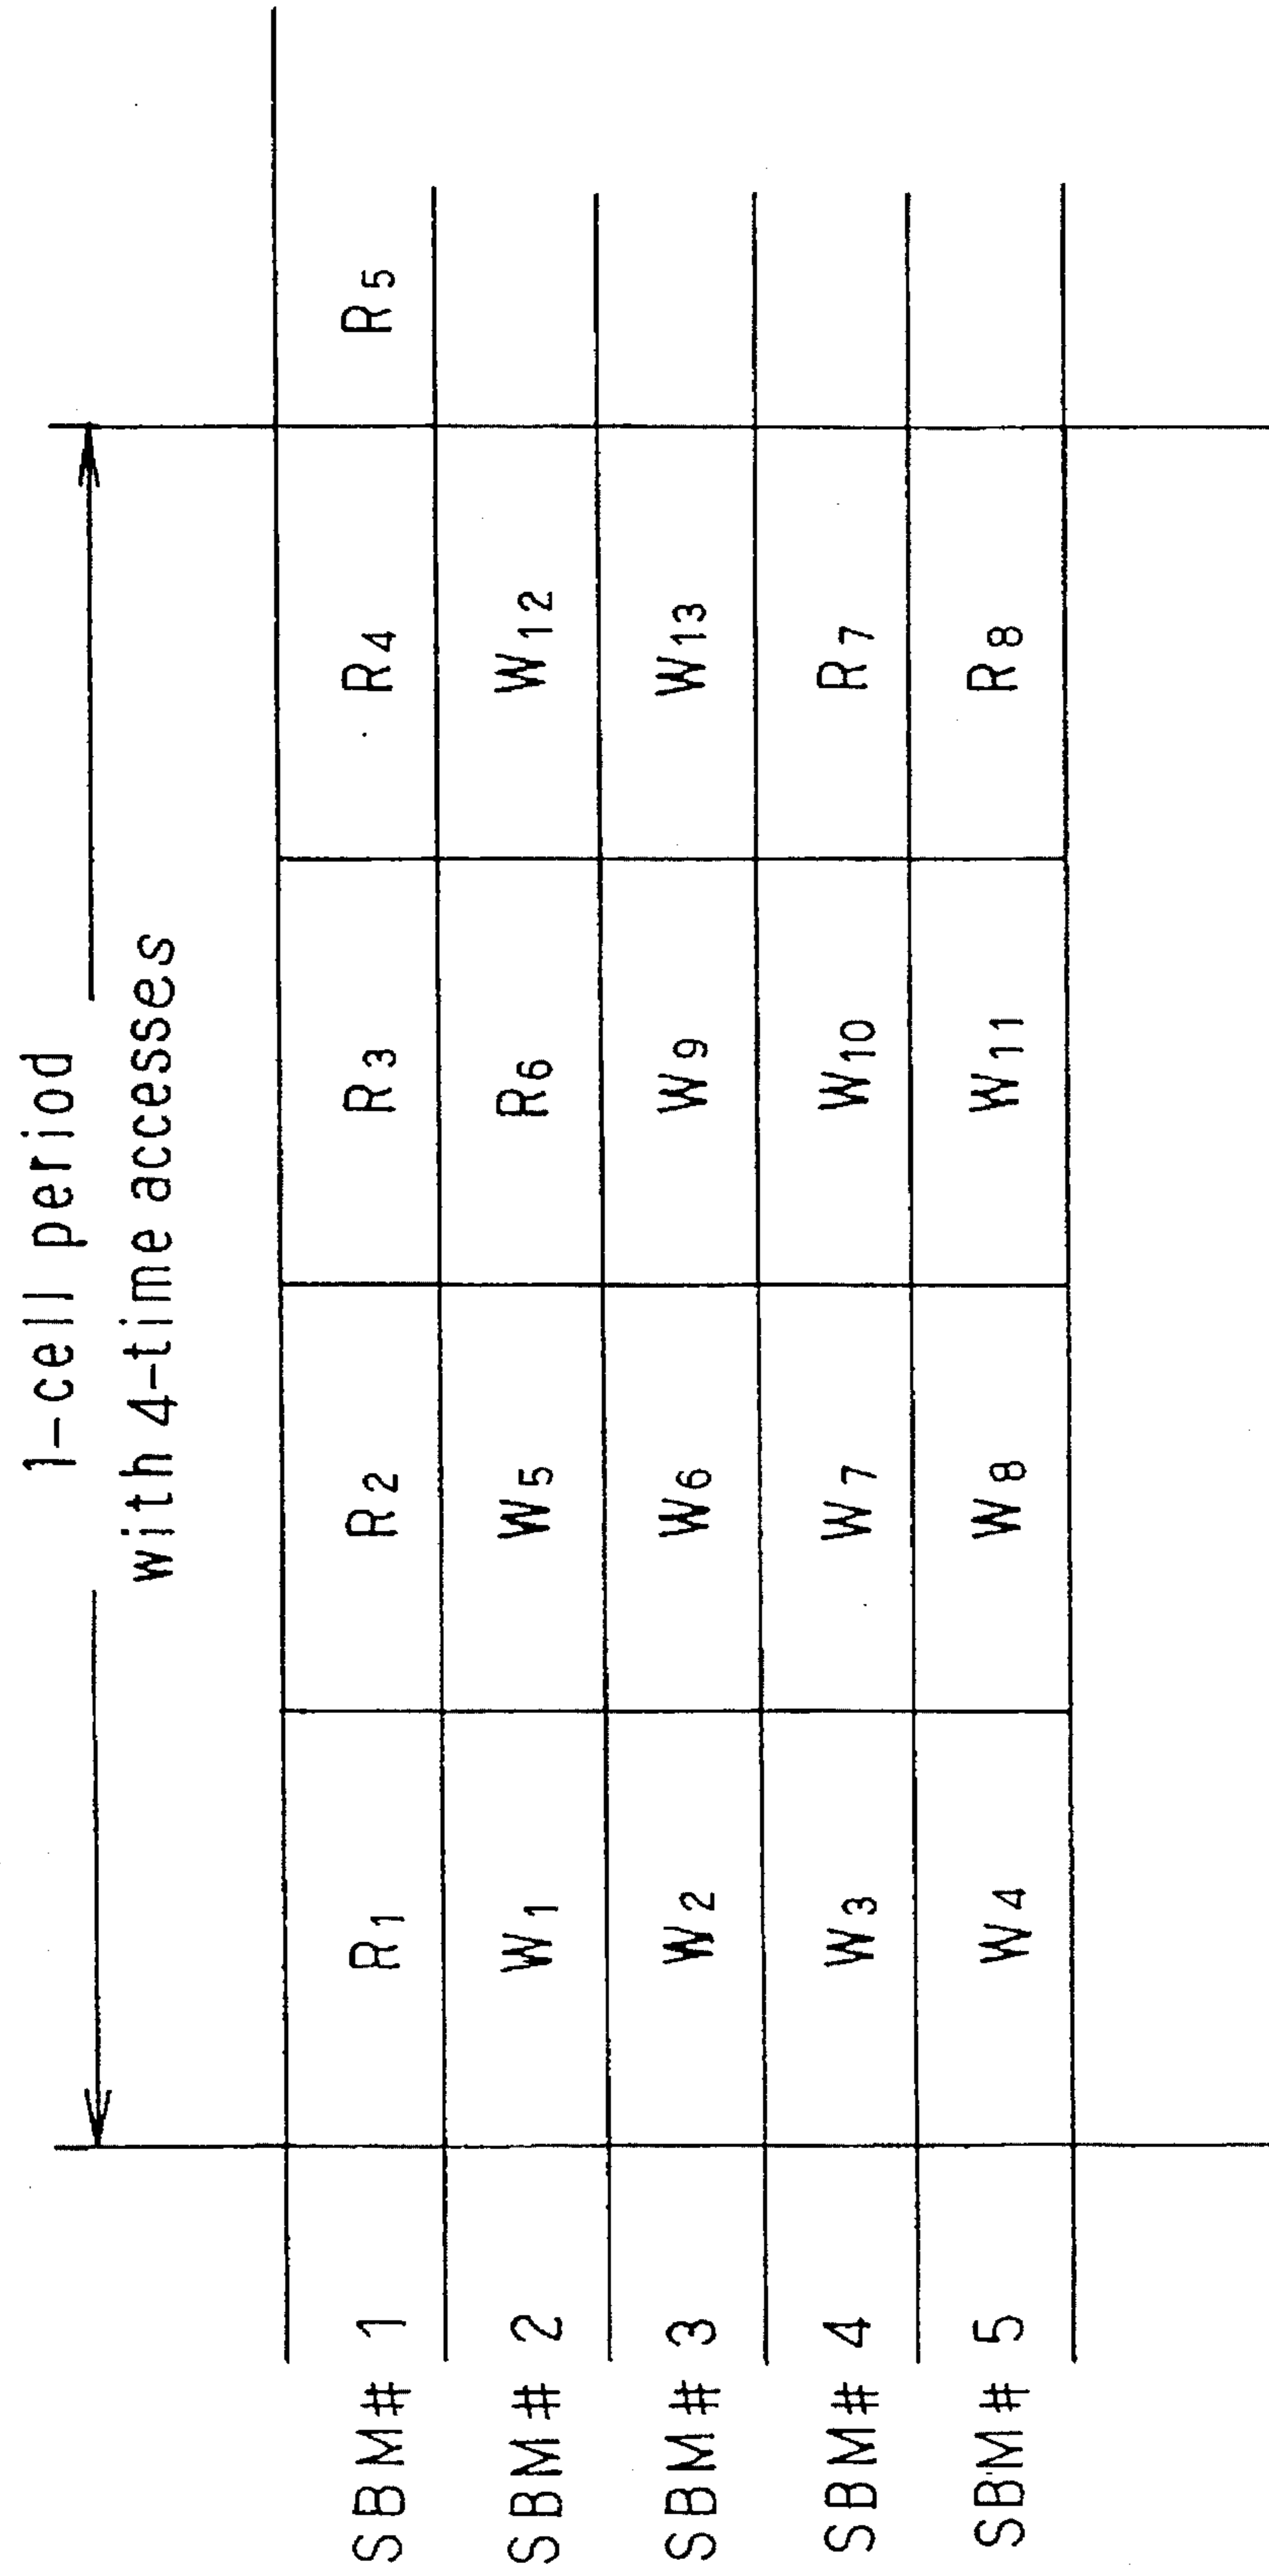 1-cell period
with 4-time accesses
SBM# 1 R1 R2 R3 R4 R5
SBM# 2 W1 W5 R6 W12
SBM# 3 W2 W6 W9 W13
SBM# 4 W3 W7 W10 R7
SBM# 5 W4 W8 W11 R8